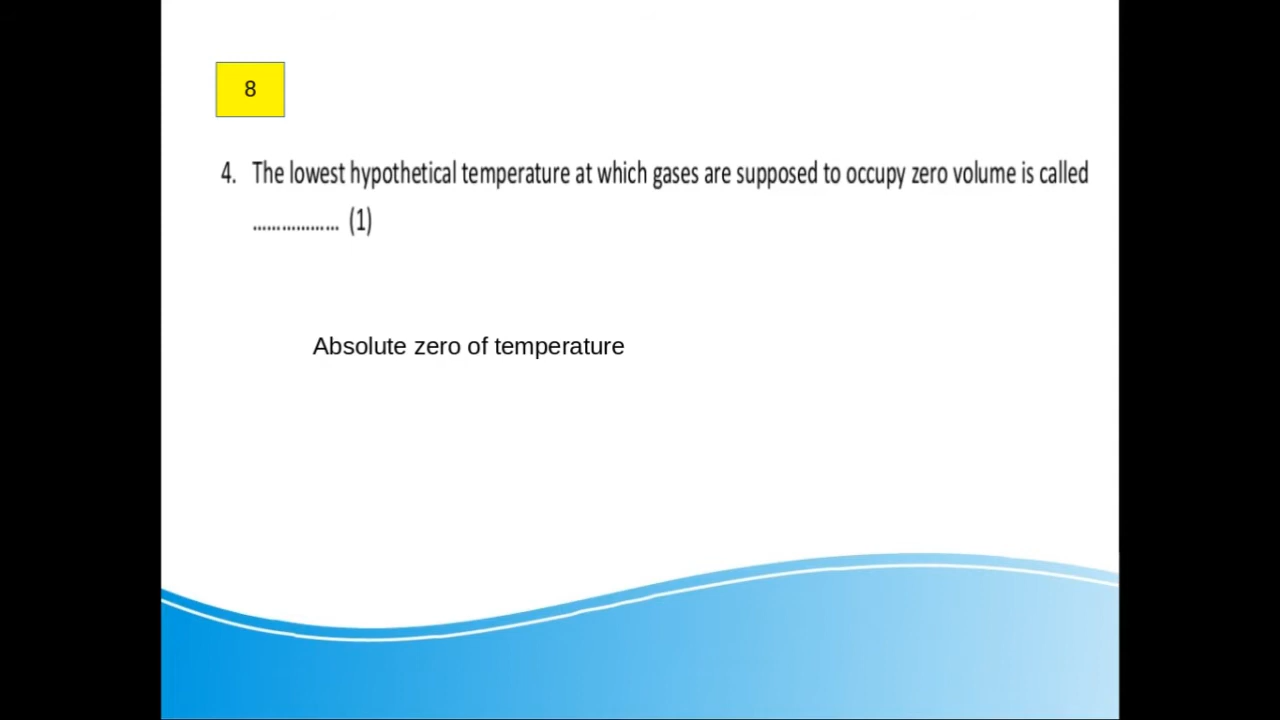 8
4. The lowest hypothetical temperature at which gases are supposed to occupy zero volume is called
.................. (1)
Absolute zero of temperature